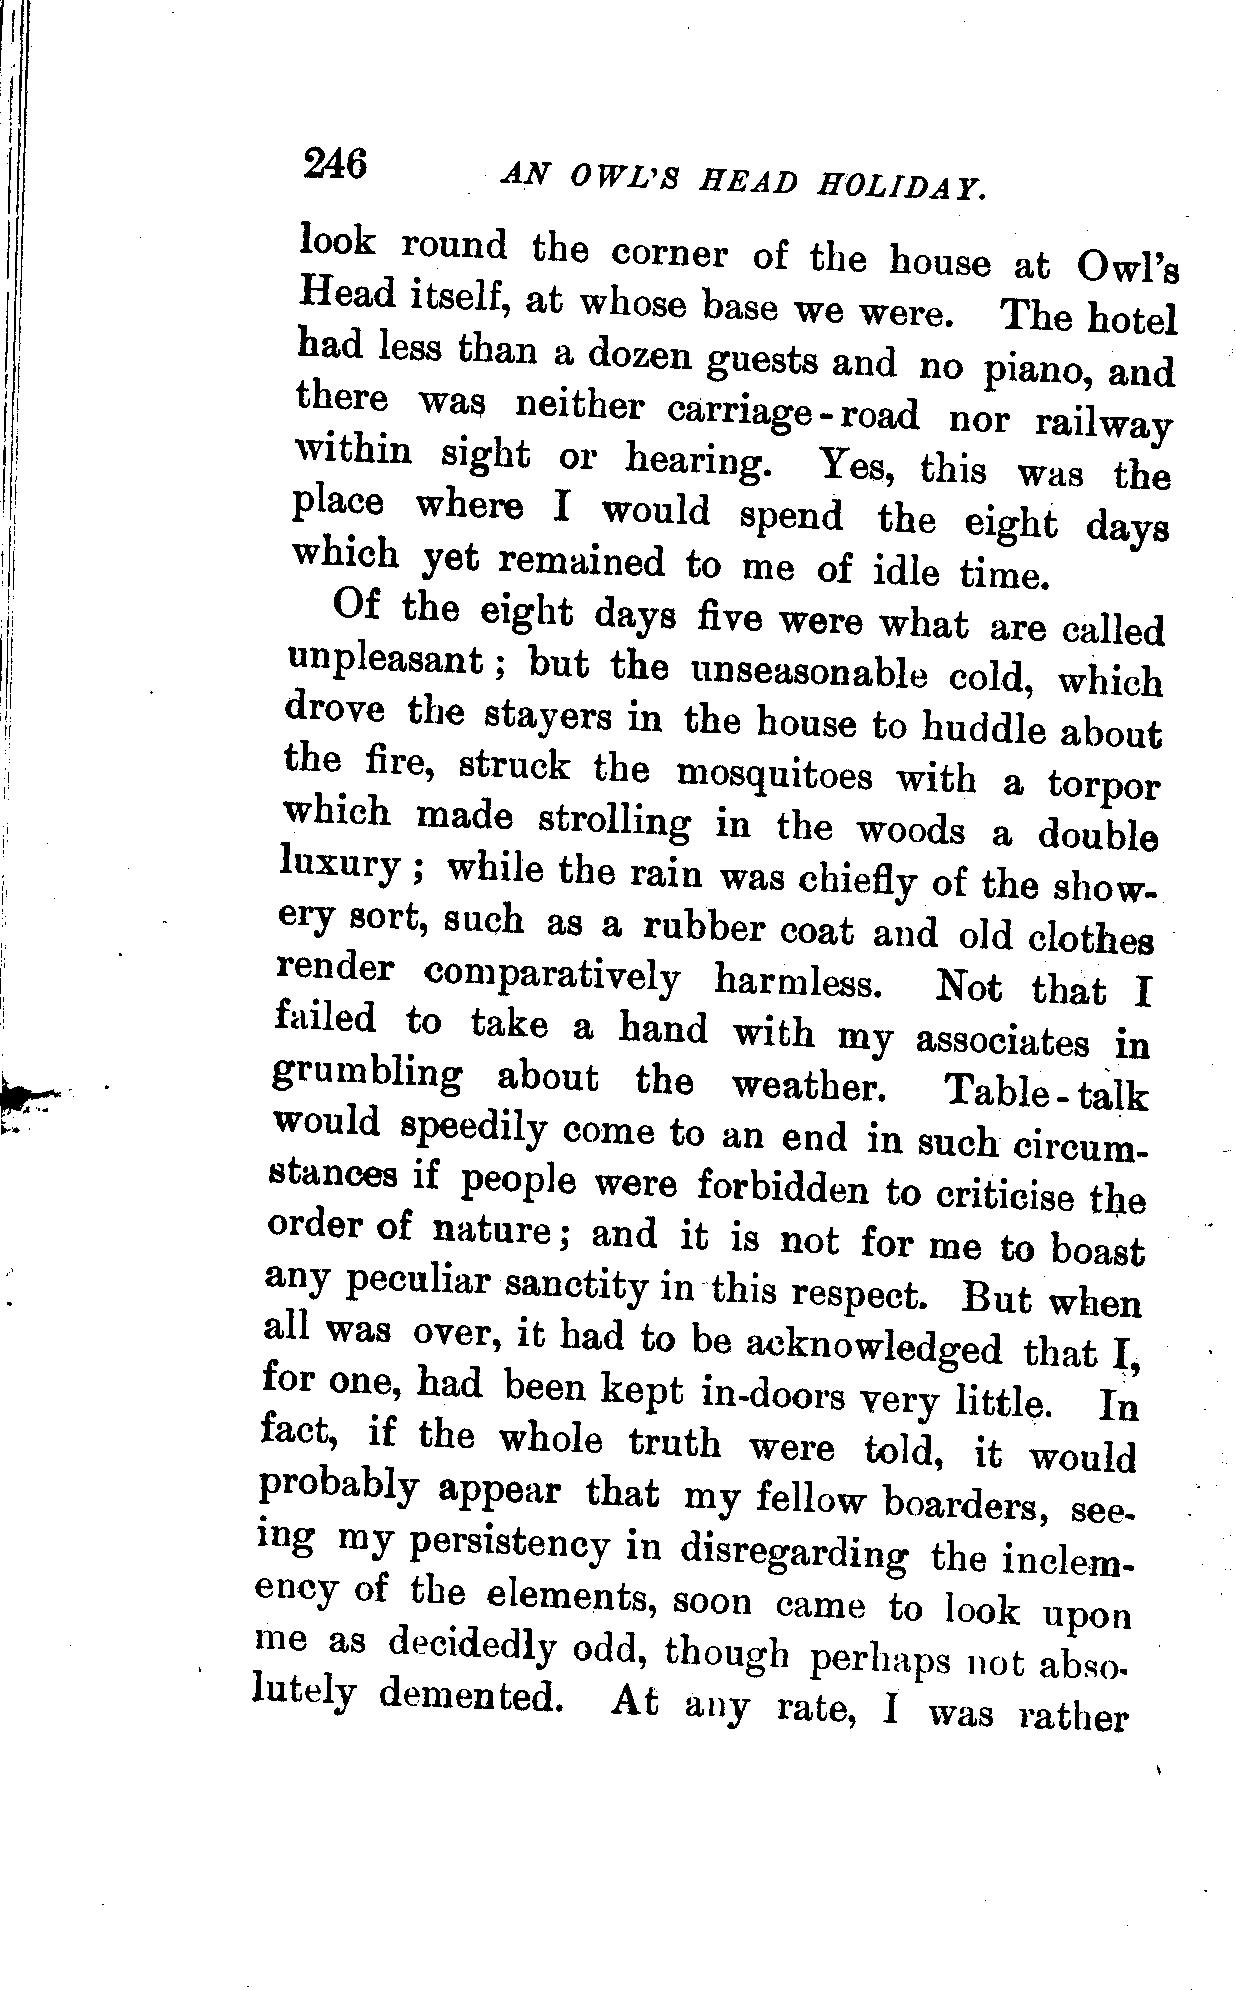 246 AN OWL'S HEAD HOLIDAY.
look round the corner of the house at Owl's
Head itself, at whose base we were. The hotel
had less than a dozen guests and no piano, and
there was neither carriage-road nor railway
within sight or hearing. Yes, this was the
place where I would spend the eight days
which yet remained to me of idle time.
Of the eight days five were what are called
unpleasant; but the unseasonable cold, which
drove the stayers in the house to huddle about
the fire, struck the mosquitoes with a torpor
which made strolling in the woods a double
luxury; while the rain was chiefly of the show-
ery sort, such as a rubber coat and old clothes
render comparatively harmless. Not that I
failed to take a hand with my associates in
grumbling about the weather. Table-talk
would speedily come to an end in such circum-
stances if people were forbidden to criticise the
order of nature; and it is not for me to boast
any peculiar sanctity in this respect. But when
all was over, it had to be acknowledged that I,
for one, had been kept in-doors very little. In
fact, if the whole truth were told, it would
probably appear that my fellow boarders, see-
ing my persistency in disregarding the inclem-
ency of the elements, soon came to look upon
me as decidedly odd, though perhaps not abso-
lutely demented. At any rate, I was rather